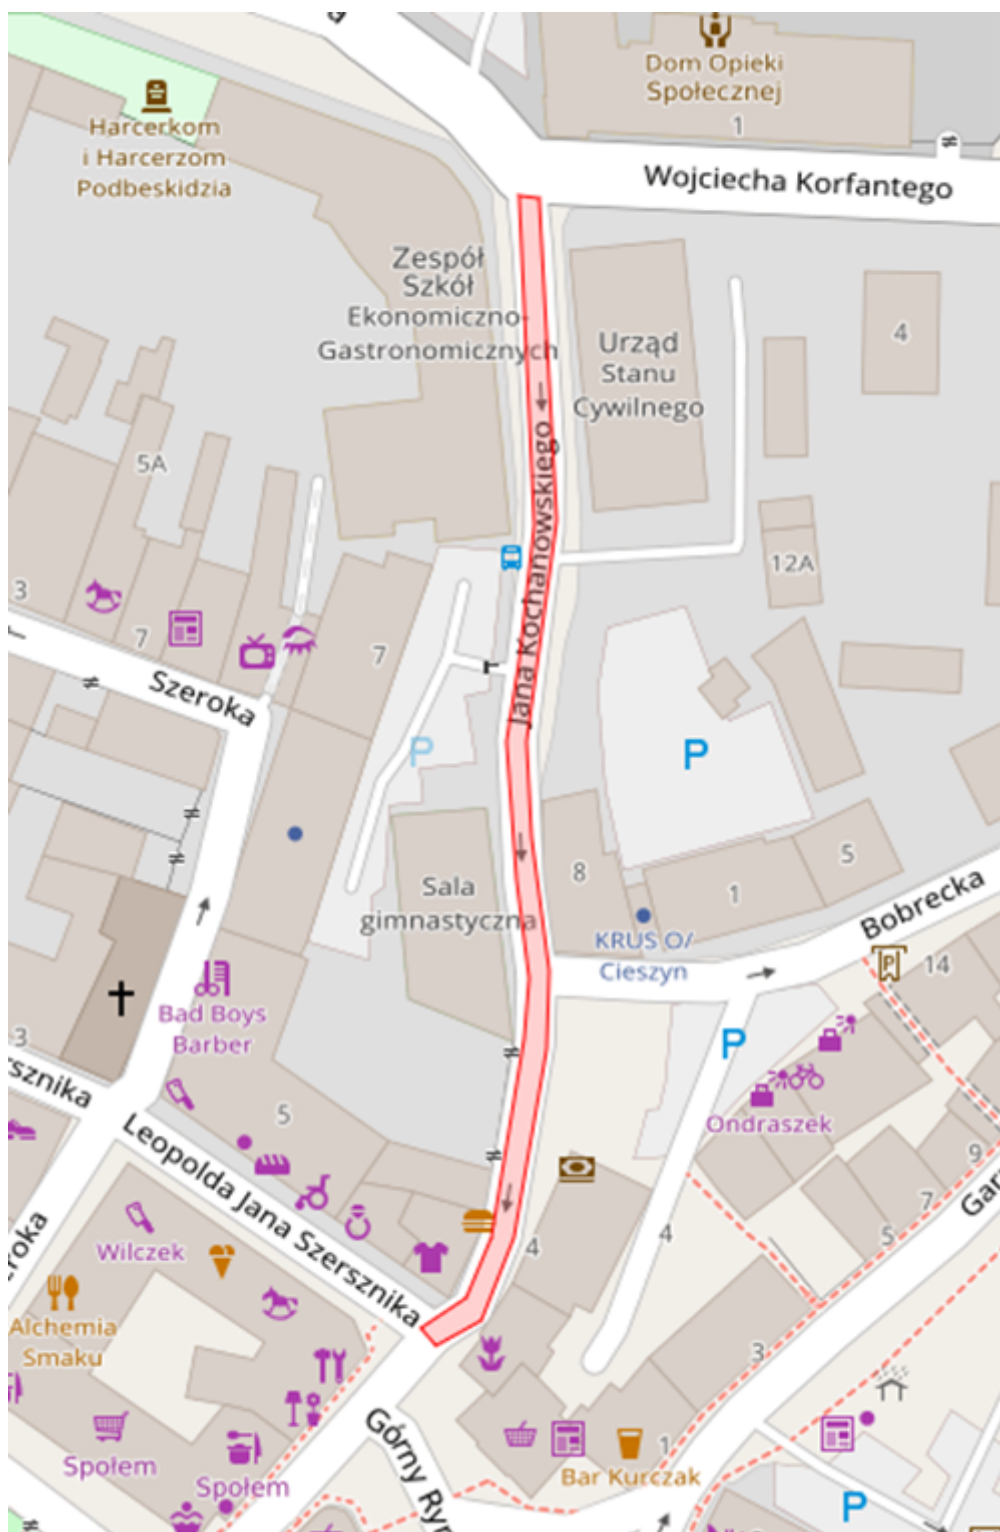 Dom Opieki
Społecznej
1
Harcerkom
i Harcerzom
Podbeskidzia
Wojciecha Korfantego
Zespół
Szkół
Ekonomiczno-
Gastronomicznych
Urząd
Stanu
Cywilnego
4
5A
Jana Kochanowskiego
12A
3
7
7
Szeroka
P
P
Sala
gimnastyczna
8
1
5
KRUS O/
Cieszyn
Bobrecka
P
14
Bad Boys
Barber
3
P
Ondraszek
5
Leopolda Jana Szersznika
9
7
5
Wilczek
4
4
Alchemia
Smaku
3
Społem
Społem
Górny Ryn
1
Bar Kurczak
P